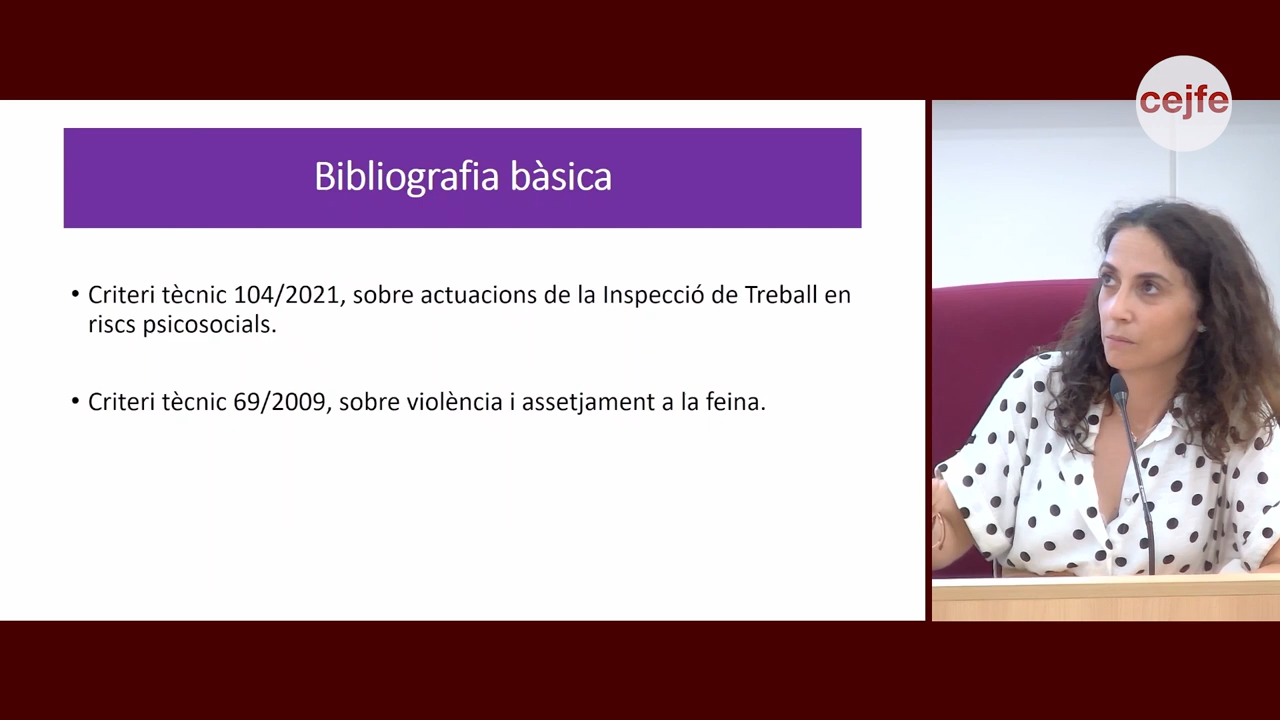 cejfe
Bibliografia bàsica
• Criteri tècnic 104/2021, sobre actuacions de la Inspecció de Treball en
riscs psicosocials.
• Criteri tècnic 69/2009, sobre violència i assetjament a la feina.